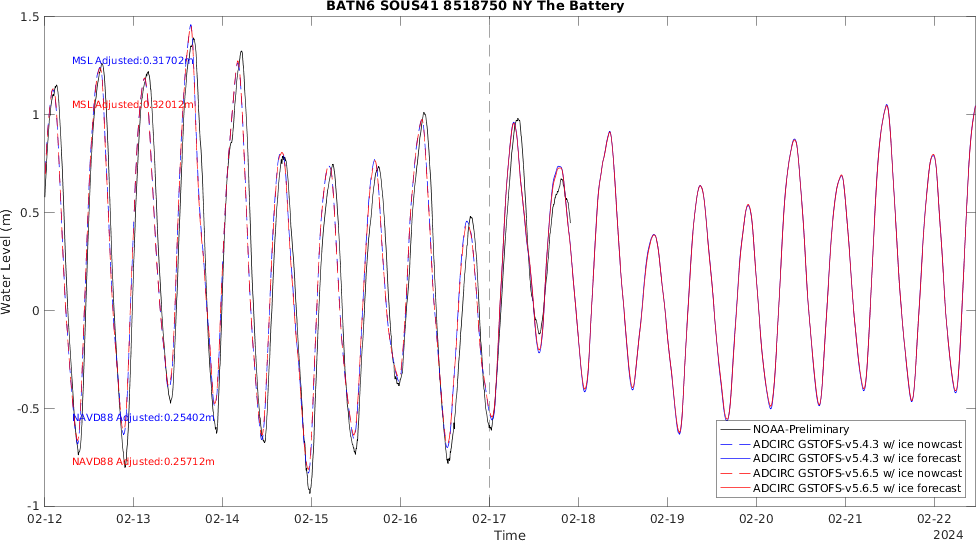 BATN6 SOUS41 8518750 NY The Battery
1.5
1
0.5
0
-0.5
-1
Water Level (m)
MSL Adjusted:0.31702m
MSL Adjusted:0.32012m
NAVD88 Adjusted:0.25402m
NAVD88 Adjusted:0.25712m
NOAA-Preliminary
ADCIRC GSTOFS-v5.4.3 w/ ice nowcast
ADCIRC GSTOFS-v5.4.3 w/ ice forecast
ADCIRC GSTOFS-v5.6.5 w/ ice nowcast
ADCIRC GSTOFS-v5.6.5 w/ ice forecast
02-12 02-13 02-14 02-15 02-16 02-17 02-18 02-19 02-20 02-21 02-22
Time
2024